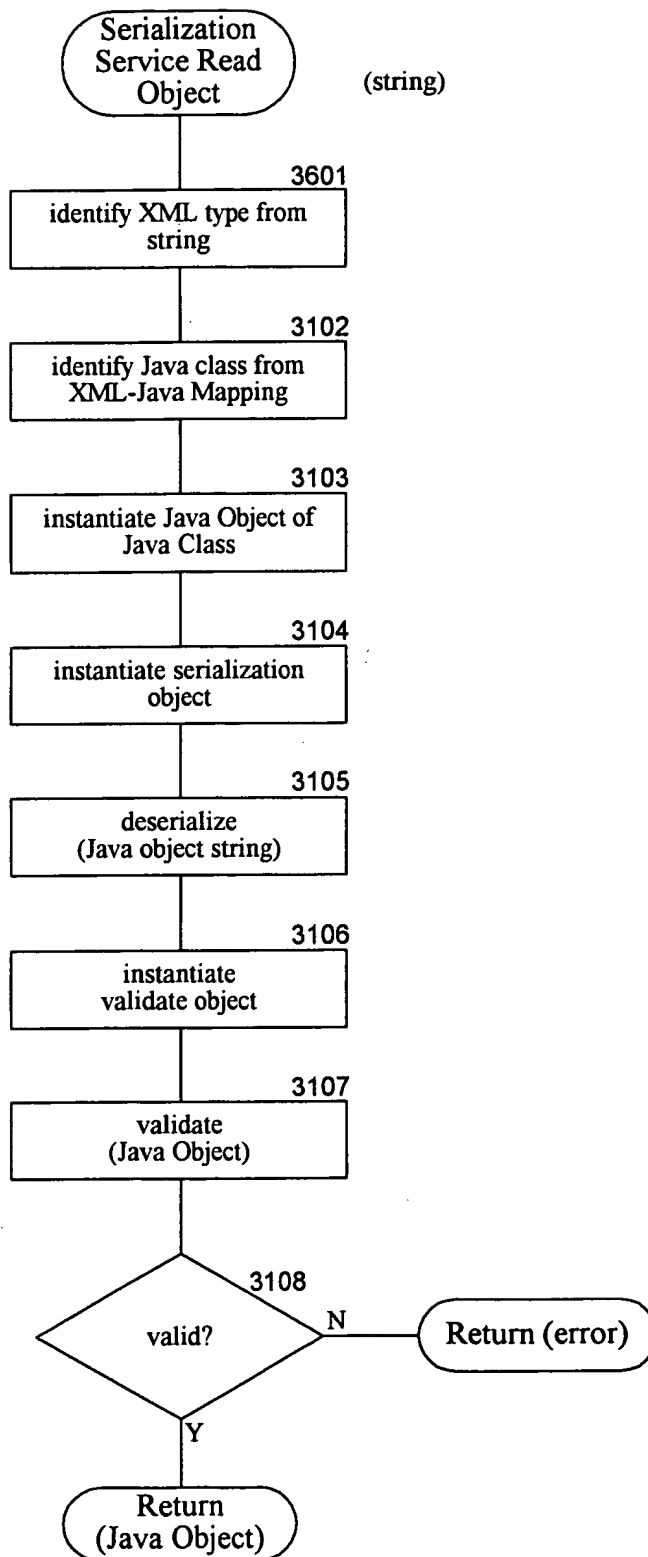 Serialization
Service Read
Object
(string)
3601
identify XML type from
string
3102
identify Java class from
XML-Java Mapping
3103
instantiate Java Object of
Java Class
3104
instantiate serialization
object
3105
deserialize
(Java object string)
3106
instantiate
validate object
3107
validate
(Java Object)
3108
valid?
N
Return (error)
Y
Return
(Java Object)